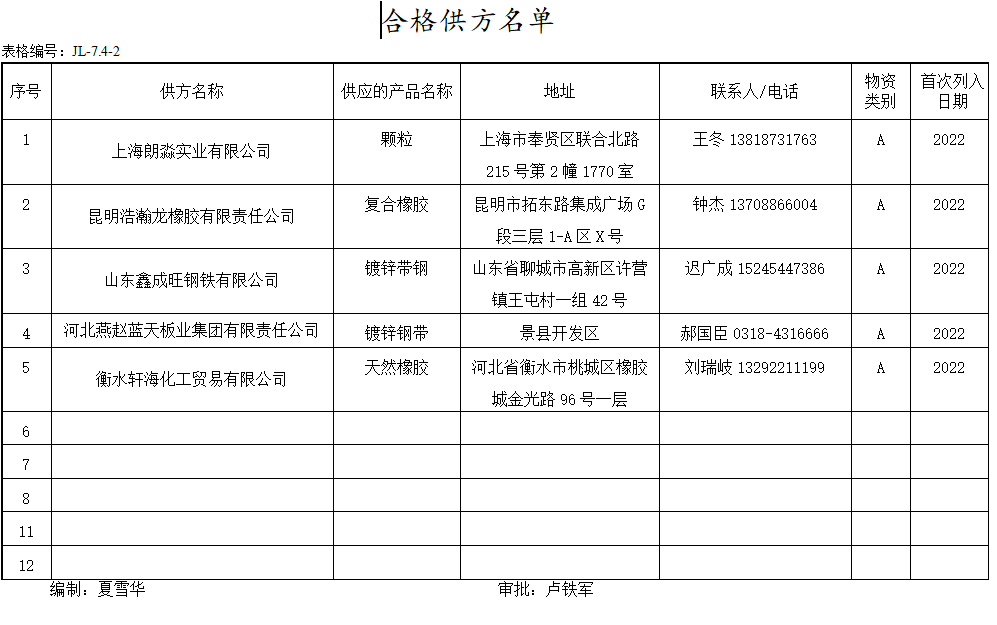 合格供方名单
表格编号：JL-7.4-2
序号 供方名称 供应的产品名称 地址 联系人/电话 物资类别 首次列入日期
1 上海朗淼实业有限公司 颗粒 上海市奉贤区联合北路215号第2幢1770室 王冬 13818731763 A 2022
2 昆明浩瀚龙橡胶有限责任公司 复合橡胶 昆明市拓东路集成广场G段三层1-A区X号 钟杰 13708866004 A 2022
3 山东鑫成旺钢铁有限公司 镀锌带钢 山东省聊城市高新区许营镇王屯村一组42号 迟广成 15245447386 A 2022
4 河北燕赵蓝天板业集团有限责任公司 镀锌钢带 景县开发区 郝国臣 0318-4316666 A 2022
5 衡水轩海化工贸易有限公司 天然橡胶 河北省衡水市桃城区橡胶城金光路96号一层 刘瑞岐 13292211199 A 2022
6
7
8
11
12
编制：夏雪华 审批：卢铁军